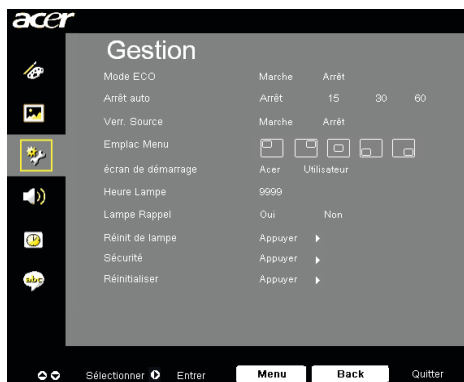 acer
Gestion
Mode ECO Marche Arrêt
Arrêt auto Arrêt 15 30 60
Verr. Source Marche Arrêt
Emplac Menu
écran de démarrage Acer Utilisateur
Heure Lampe 9999
Lampe Rappel Oui Non
Réinit de lampe Appuyer
Sécurité Appuyer
Réinitialiser Appuyer
abc
Sélectionner Entrer Menu Back Quitter